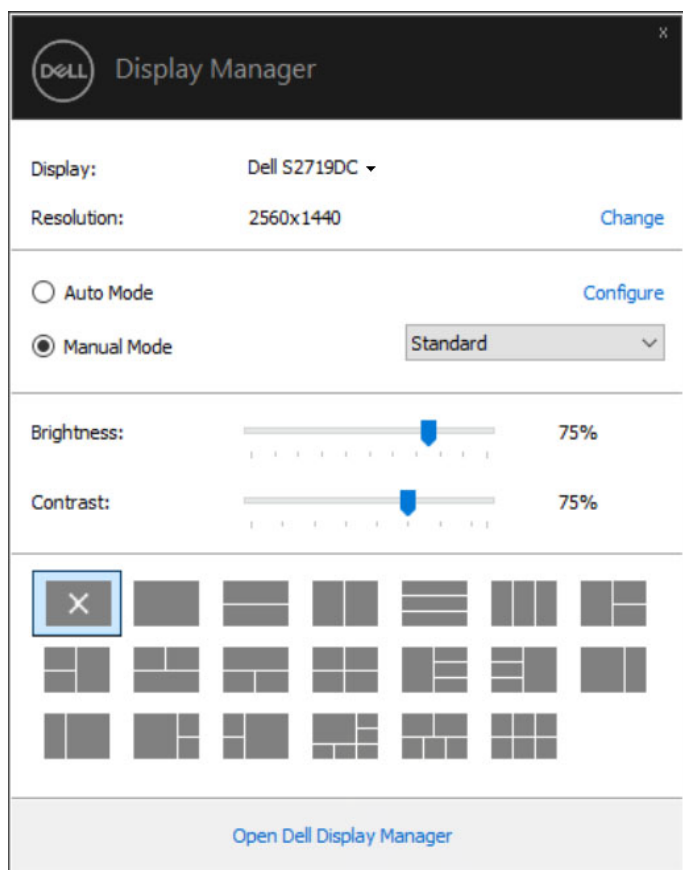 x
DELL Display Manager
Display: Dell S2719DC
Resolution: 2560x1440 Change
Auto Mode Configure
Manual Mode Standard
Brightness: 75%
Contrast: 75%
Open Dell Display Manager